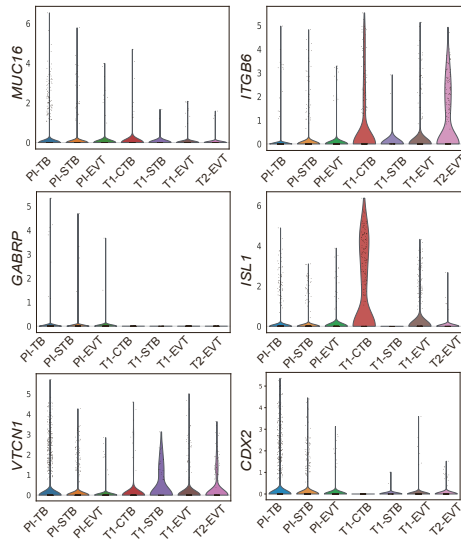 MUC16
6
4
2
0
PI-TB
PI-STB
PI-EVT
T1-CTB
T1-STB
T1-EVT
T2-EVT
ITGB6
5
4
3
2
1
0
PI-TB
PI-STB
PI-EVT
T1-CTB
T1-STB
T1-EVT
T2-EVT
GABRP
5
4
3
2
1
0
PI-TB
PI-STB
PI-EVT
T1-CTB
T1-STB
T1-EVT
T2-EVT
ISL1
6
4
2
0
PI-TB
PI-STB
PI-EVT
T1-CTB
T1-STB
T1-EVT
T2-EVT
VTCN1
5
4
3
2
1
0
PI-TB
PI-STB
PI-EVT
T1-CTB
T1-STB
T1-EVT
T2-EVT
CDX2
5
4
3
2
1
0
PI-TB
PI-STB
PI-EVT
T1-CTB
T1-STB
T1-EVT
T2-EVT